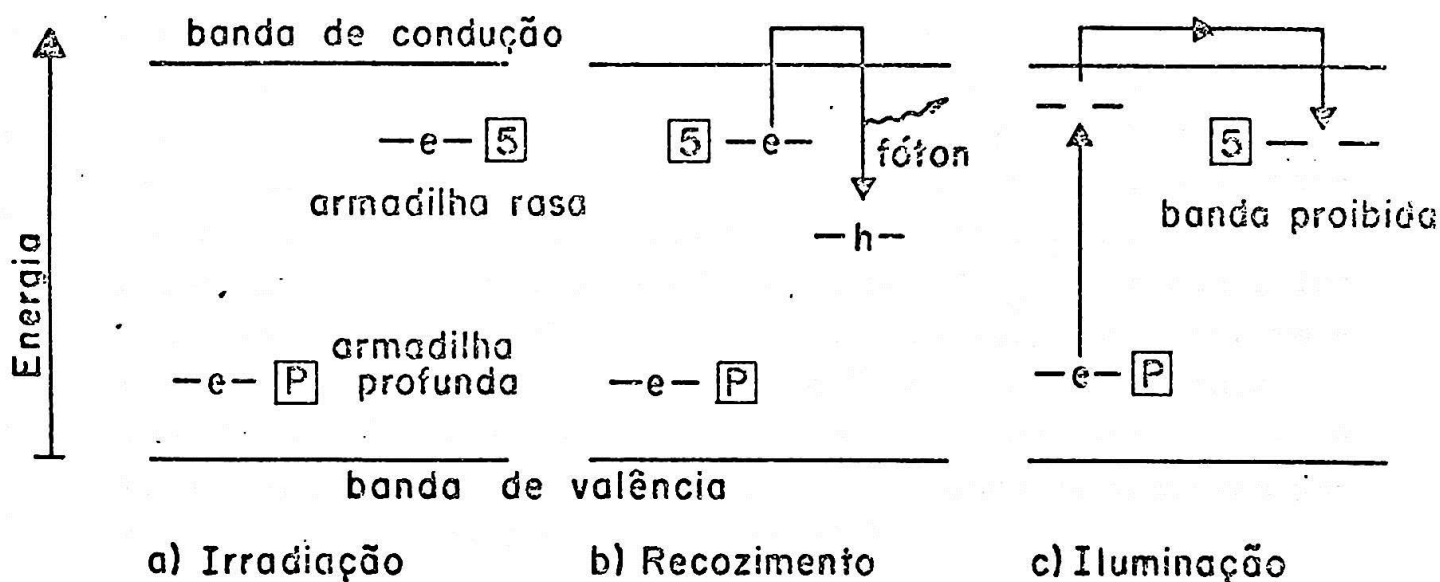 Energia
banda de condução
—e— 5
armadilha rasa
armadilha
profunda
—e— P
5 —e—
fóton
—h—
—e— P
5
banda proibida
—e— P
banda de valência
a) Irradiação
b) Recozimento
c) Iluminação